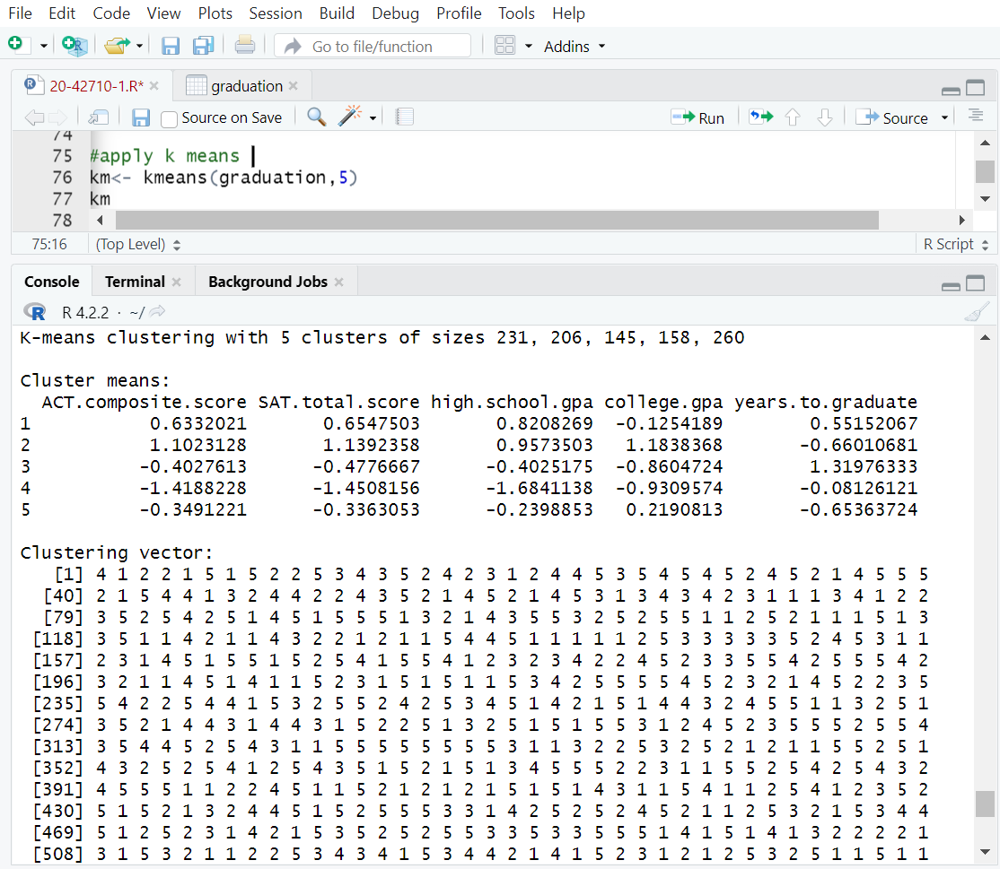 File Edit Code View Plots Session Build Debug Profile Tools Help
Go to file/function Addins
20-42710-1.R* graduation
Source on Save Run Source
74
75 #apply k means
76 km<- kmeans(graduation,5)
77 km
78
75:16 (Top Level) R Script
Console Terminal Background Jobs
R R 4.2.2 · ~/
K-means clustering with 5 clusters of sizes 231, 206, 145, 158, 260
Cluster means:
ACT.composite.score SAT.total.score high.school.gpa college.gpa years.to.graduate
1 0.6332021 0.6547503 0.8208269 -0.1254189 0.55152067
2 1.1023128 1.1392358 0.9573503 1.1838368 -0.66010681
3 -0.4027613 -0.4776667 -0.4025175 -0.8604724 1.31976333
4 -1.4188228 -1.4508156 -1.6841138 -0.9309574 -0.08126121
5 -0.3491221 -0.3363053 -0.2398853 0.2190813 -0.65363724
Clustering vector:
[1] 4 1 2 2 1 5 1 5 2 2 5 3 4 3 5 2 4 2 3 1 2 4 4 5 3 5 4 5 4 5 2 4 5 2 1 4 5 5 5
[40] 2 1 5 4 4 1 3 2 4 4 2 2 4 3 5 2 1 4 5 2 1 4 5 3 1 3 4 3 4 2 3 1 1 1 3 4 1 2 2
[79] 3 5 2 5 4 2 5 1 4 5 1 5 5 5 1 3 2 1 4 3 5 5 3 2 5 2 5 5 1 1 2 5 2 1 1 1 5 1 3
[118] 3 5 1 1 4 2 1 1 4 3 2 2 1 2 1 1 5 4 4 5 1 1 1 1 1 2 5 3 3 3 3 3 5 2 4 5 3 1 1
[157] 2 3 1 4 5 1 5 5 1 5 2 5 4 1 5 5 4 1 2 3 2 3 4 2 2 4 5 2 3 3 5 5 4 2 5 5 5 4 2
[196] 3 2 1 1 4 5 1 4 1 1 5 2 3 1 5 1 5 1 1 5 3 4 2 5 5 5 5 4 5 2 3 2 1 4 5 2 2 3 5
[235] 5 4 2 2 5 4 4 1 5 3 2 5 5 2 4 2 5 3 4 5 1 4 2 1 5 1 4 4 3 2 4 5 5 1 1 3 2 5 1
[274] 3 5 2 1 4 4 3 1 4 4 3 1 5 2 2 5 1 3 2 5 1 5 1 5 5 3 1 2 4 5 2 3 5 5 5 2 5 5 4
[313] 3 5 4 4 5 2 5 4 3 1 1 5 5 5 5 5 5 5 5 3 1 1 3 2 2 5 3 2 5 2 1 2 1 1 5 5 2 5 1
[352] 4 3 2 5 2 5 4 1 2 5 4 3 5 1 5 2 1 5 1 3 4 5 5 5 2 2 3 1 1 5 5 2 5 4 2 5 4 3 2
[391] 4 5 5 5 1 1 2 2 4 5 1 1 5 2 1 2 1 2 1 5 1 5 1 4 3 1 1 5 4 1 1 2 5 4 1 2 3 5 2
[430] 5 1 5 2 1 3 2 4 4 5 1 5 2 5 5 5 3 3 1 4 2 5 2 5 2 4 5 2 1 1 2 5 3 2 1 5 3 4 4
[469] 5 1 2 5 2 3 1 4 2 1 5 3 5 2 5 2 5 5 3 3 5 3 3 5 5 5 1 4 1 5 1 4 1 3 2 2 2 2 1
[508] 3 1 5 3 2 1 1 2 2 5 3 4 3 4 1 5 3 4 4 2 1 4 1 5 2 3 1 2 1 2 5 3 2 5 1 1 5 1 1